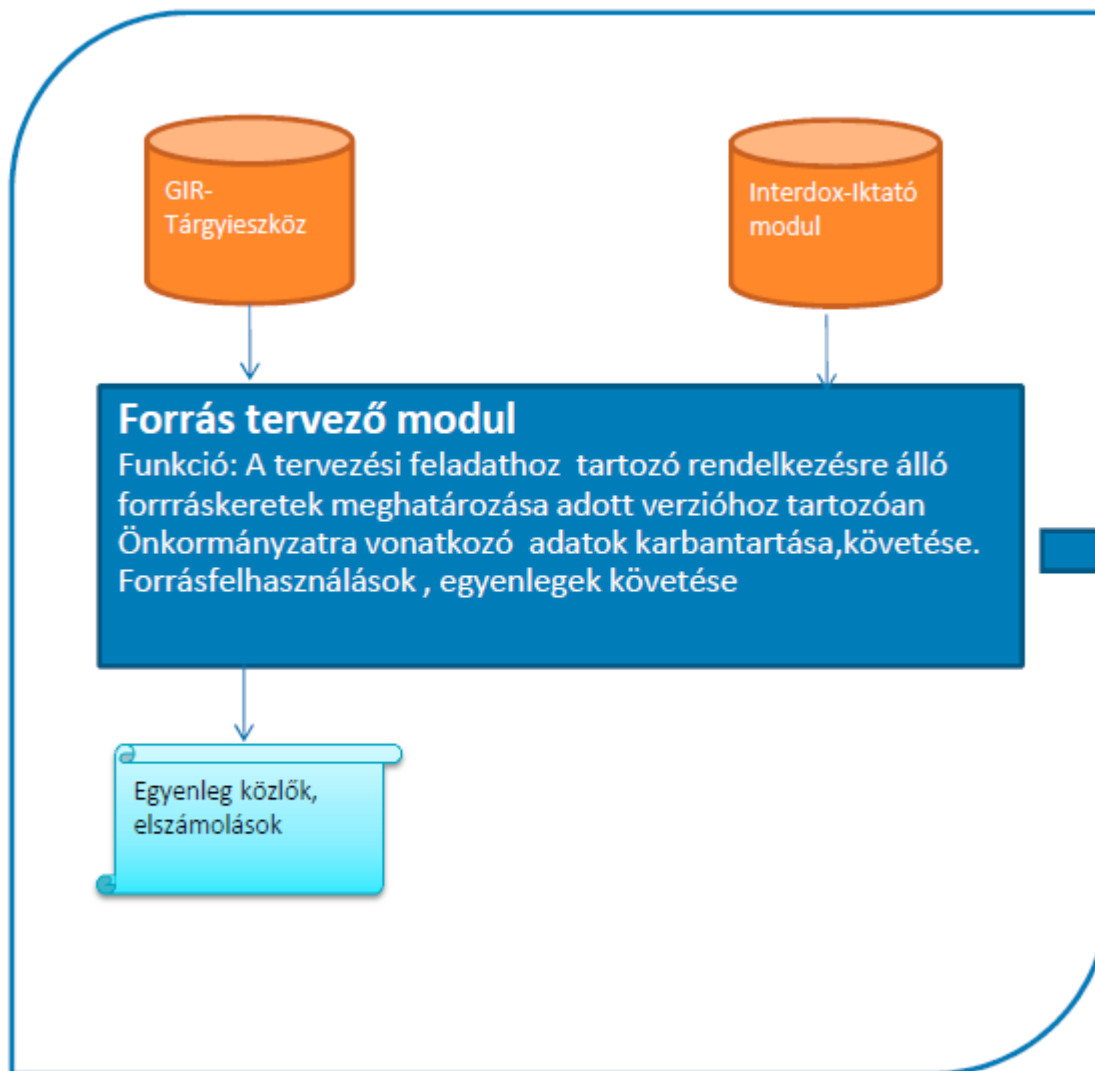 GIR-
Tárgyieszköz
Interdox-Iktató
modul
Forrás tervező modul
Funkció: A tervezési feladathoz tartozó rendelkezésre álló
forrráskeretek meghatározása adott verzióhoz tartozóan
Önkormányzatra vonatkozó adatok karbantartása,követése.
Forrásfelhasználások , egyenlegek követése
Egyenleg közlők,
elszámolások